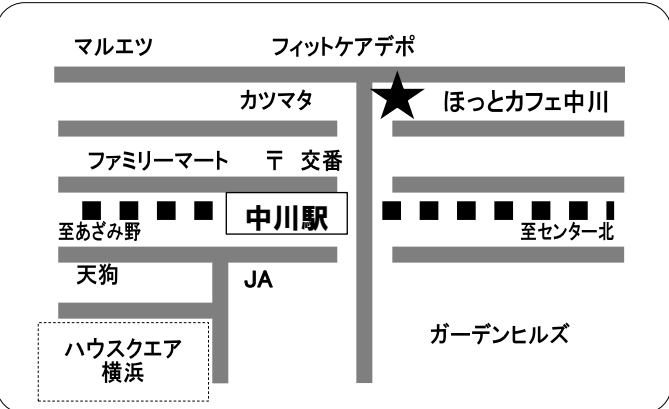 マルエツ
フィットケアデポ
カツマタ
ほっとカフェ中川
ファミリーマート
〒 交番
中川駅
至あざみ野
至センター北
天狗
JA
ハウスクエア
横浜
ガーデンヒルズ